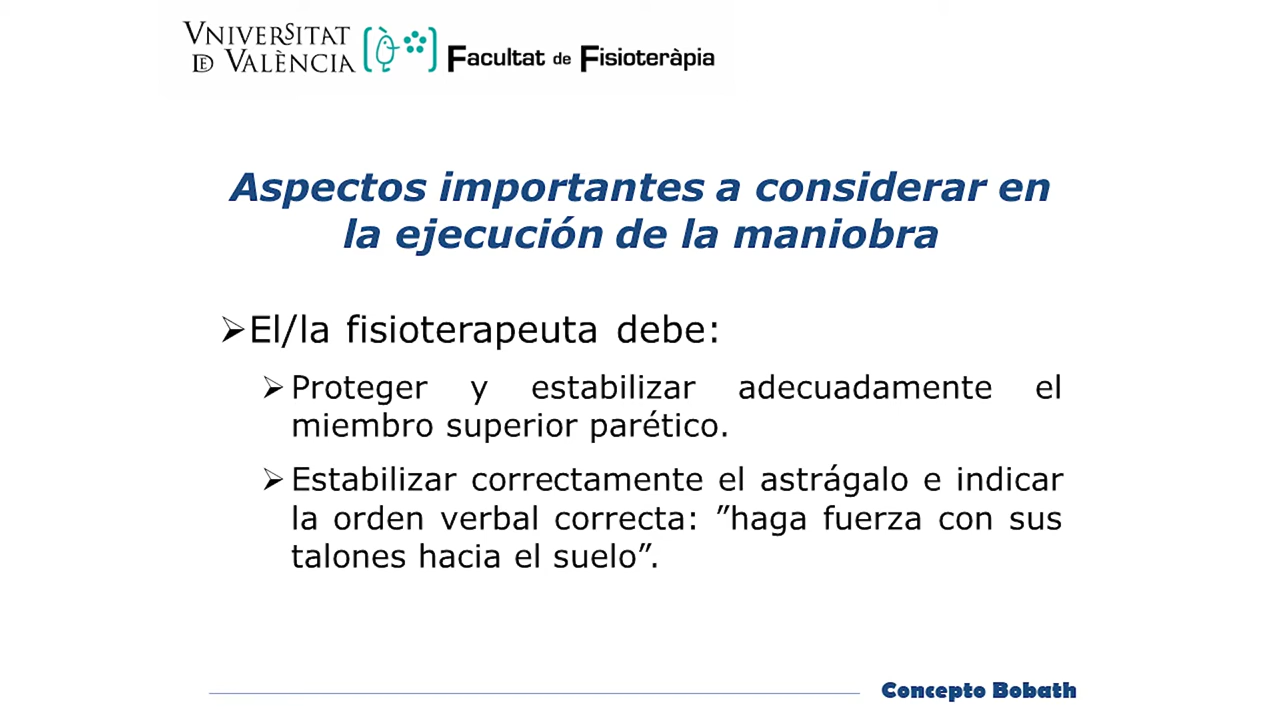 VNIVERSITAT
DE VALÈNCIA
Facultat de Fisioteràpia
Aspectos importantes a considerar en
la ejecución de la maniobra
➢El/la fisioterapeuta debe:
➢Proteger y estabilizar adecuadamente el
miembro superior parético.
➢Estabilizar correctamente el astrágalo e indicar
la orden verbal correcta: ”haga fuerza con sus
talones hacia el suelo”.
Concepto Bobath